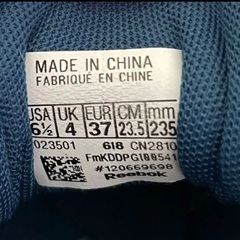 MADE IN CHINA
FABRIQUÉ EN CHINE
USA UK EUR CM mm
6½ 4 37 23.5 235
023501 618 CN2810
FmKDDPG100541
#120669698
Reebok